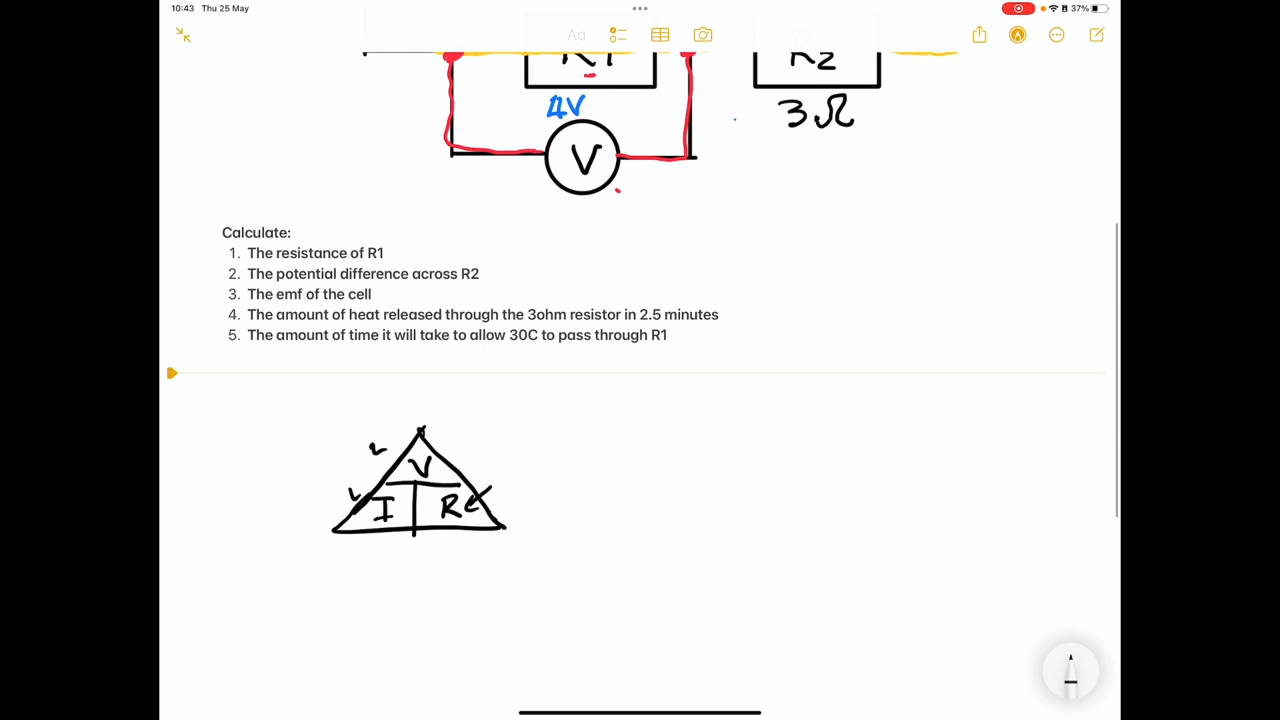 10:43 Thu 25 May
37%
Aa
R1
R2
4V
3Ω
V
Calculate:
1. The resistance of R1
2. The potential difference across R2
3. The emf of the cell
4. The amount of heat released through the 3ohm resistor in 2.5 minutes
5. The amount of time it will take to allow 30C to pass through R1
V
I R